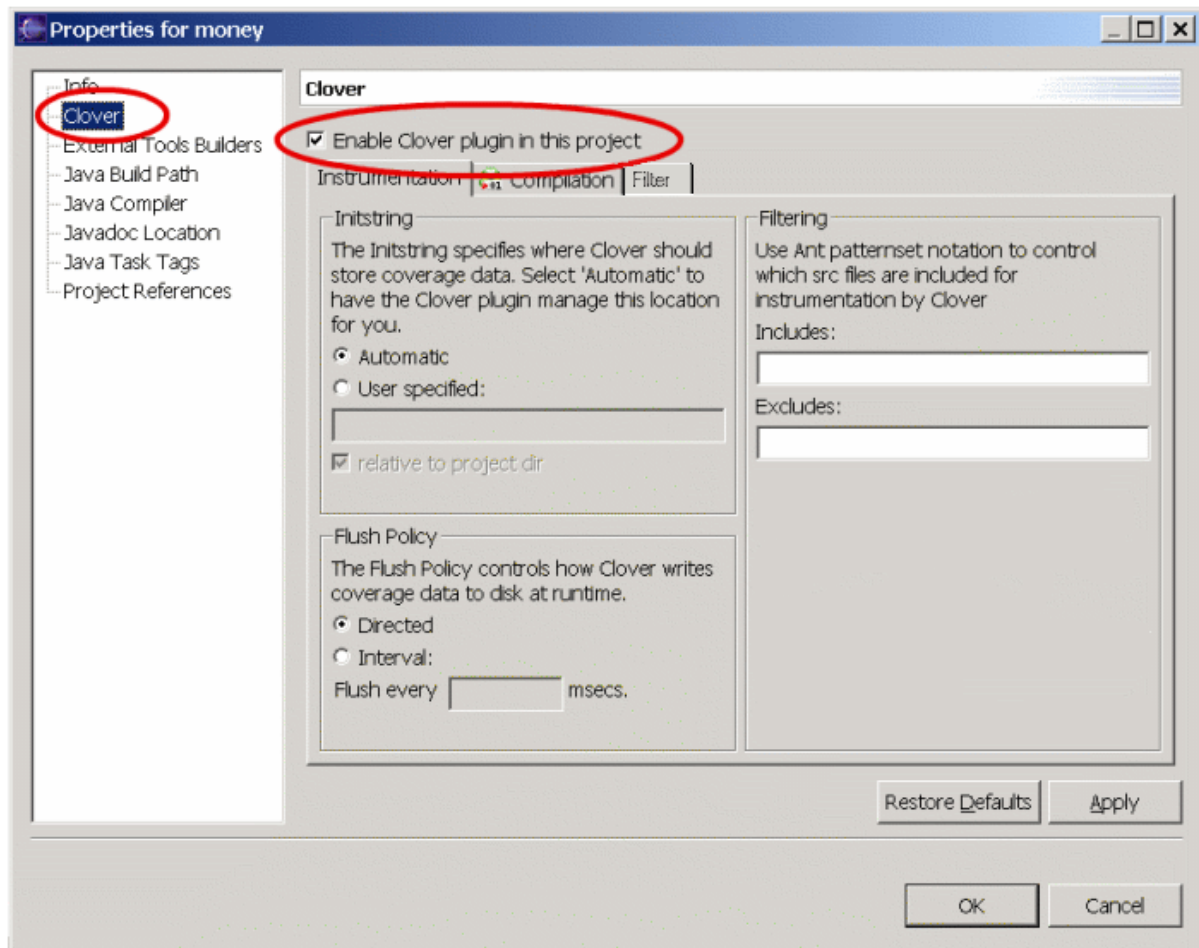 Properties for money
Info
Clover
External Tools Builders
Java Build Path
Java Compiler
Javadoc Location
Java Task Tags
Project References
Clover
Enable Clover plugin in this project
Instrumentation
Compilation
Filter
Initstring
The Initstring specifies where Clover should
store coverage data. Select 'Automatic' to
have the Clover plugin manage this location
for you.
Automatic
User specified:
relative to project dir
Flush Policy
The Flush Policy controls how Clover writes
coverage data to disk at runtime.
Directed
Interval:
Flush every msecs.
Filtering
Use Ant patternset notation to control
which src files are included for
instrumentation by Clover
Includes:
Excludes:
Restore Defaults
Apply
OK
Cancel